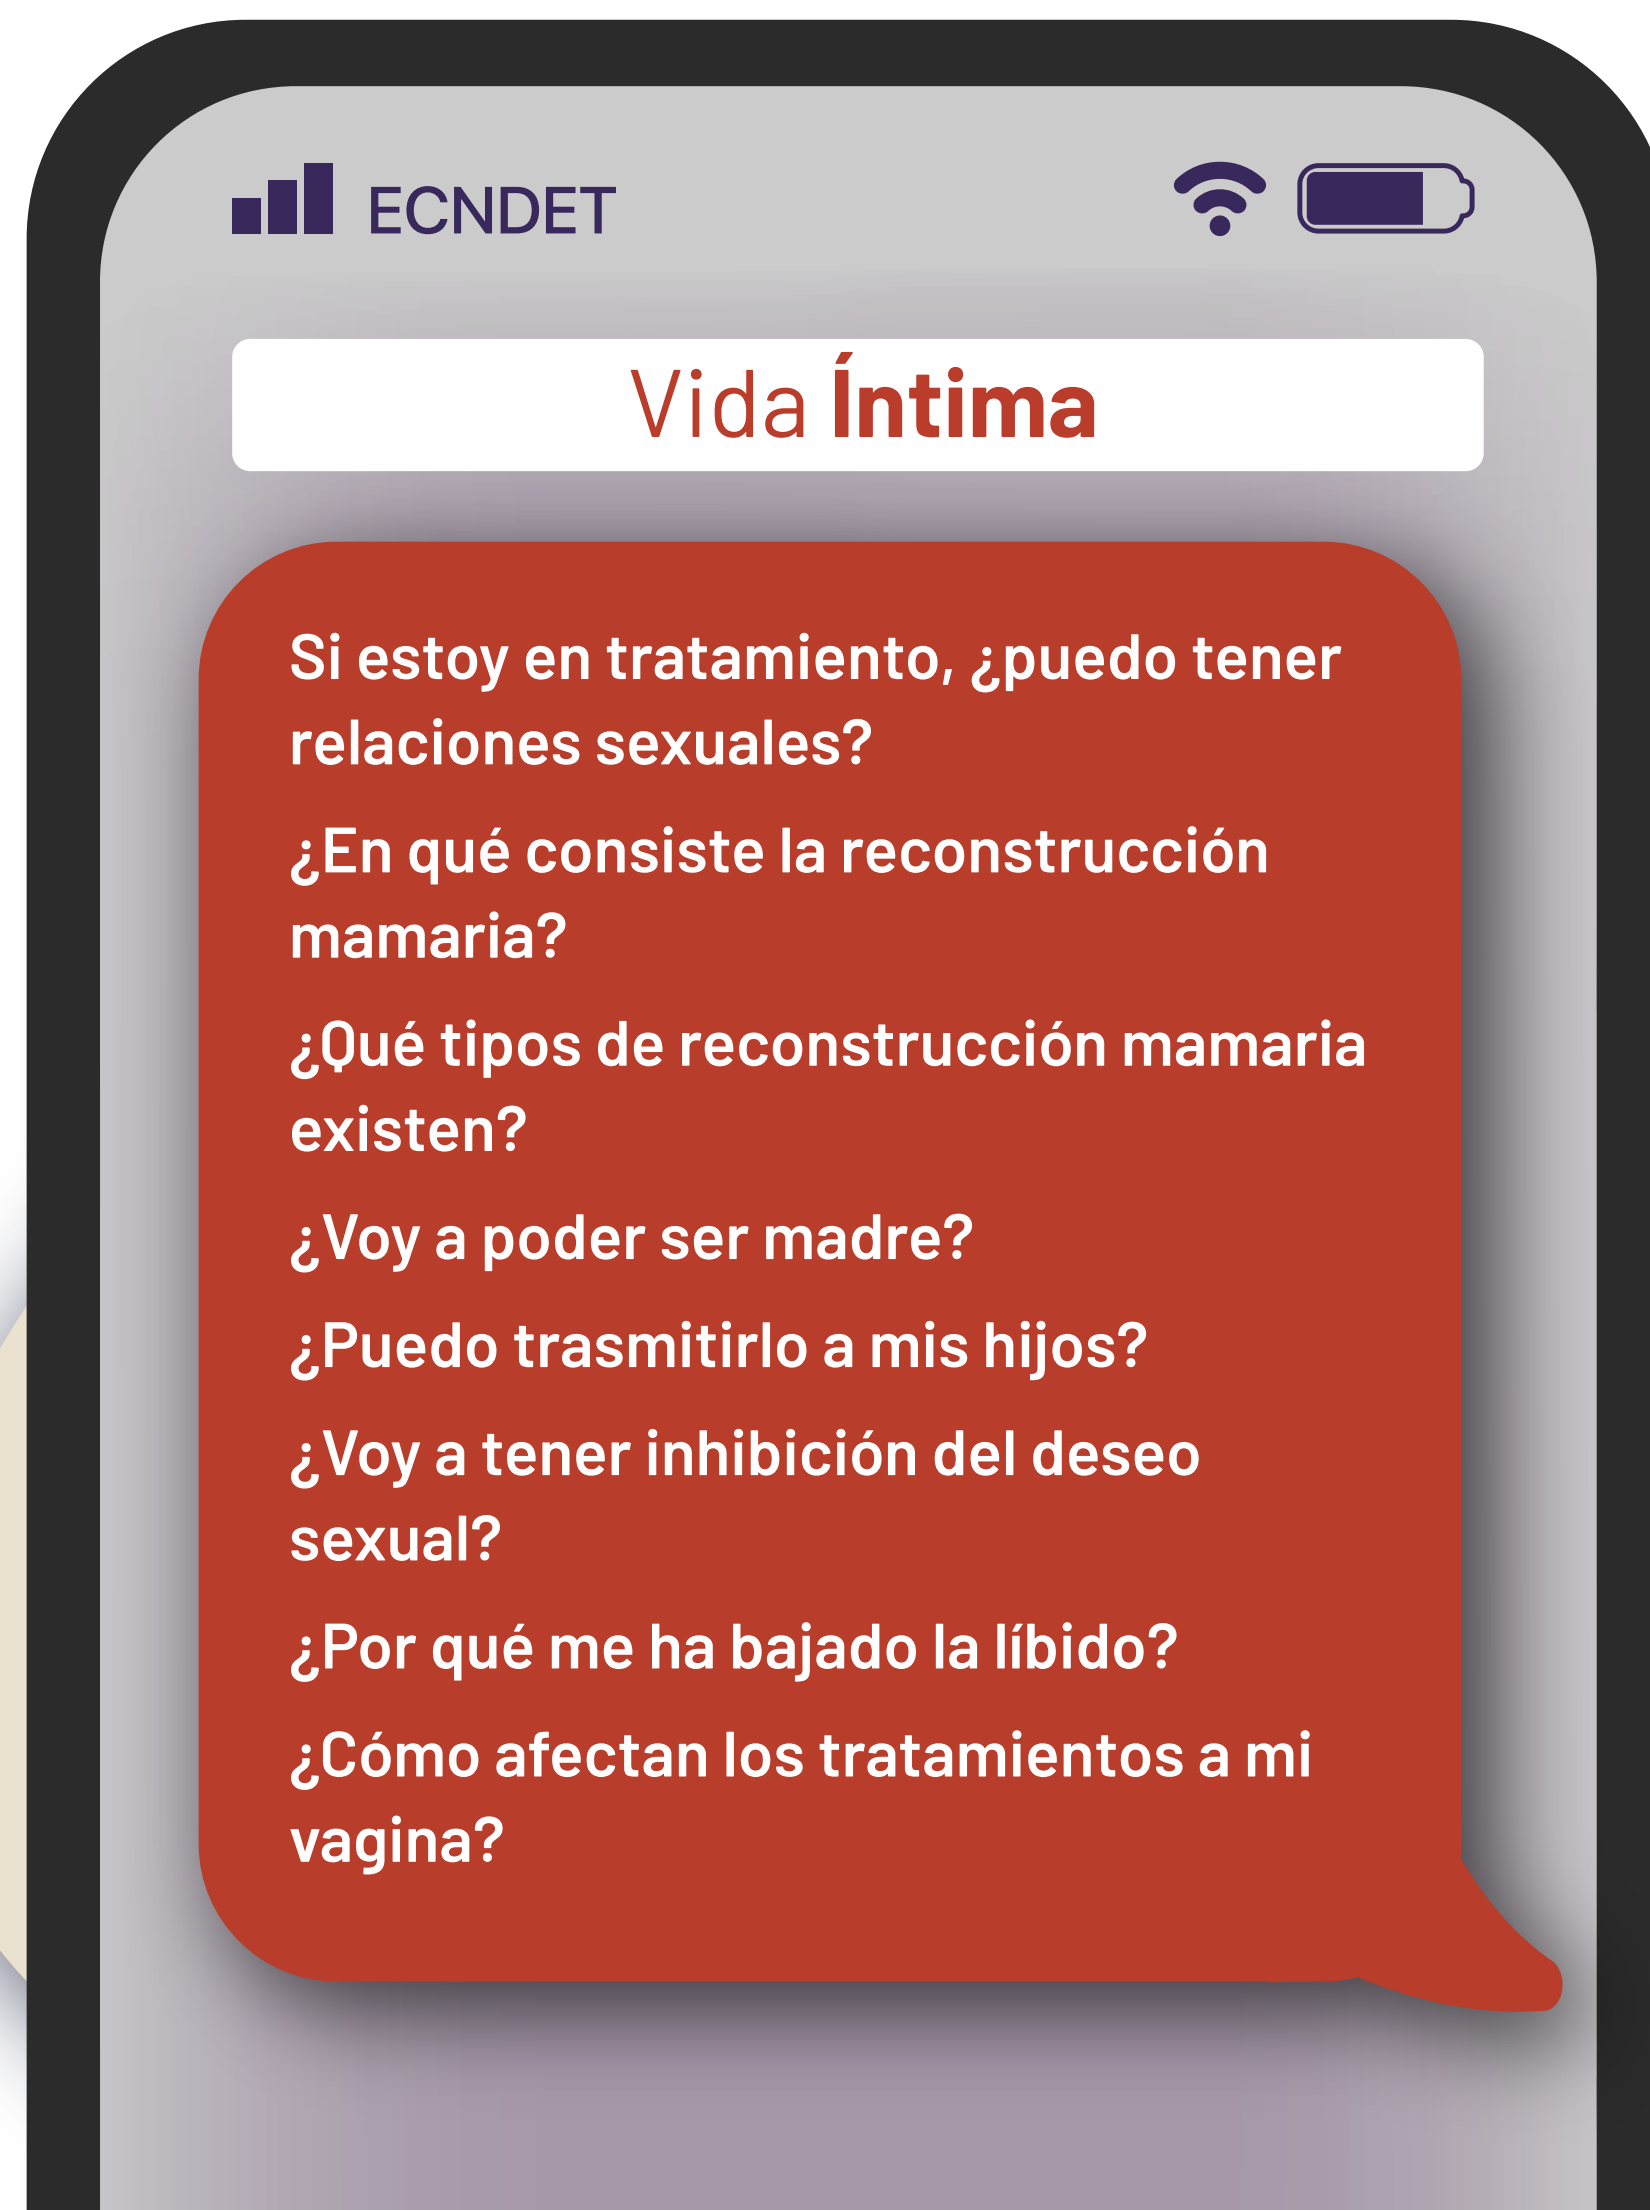 ECNDET
Vida Íntima
Si estoy en tratamiento, ¿puedo tener
relaciones sexuales?
¿En qué consiste la reconstrucción
mamaria?
¿Qué tipos de reconstrucción mamaria
existen?
¿Voy a poder ser madre?
¿Puedo trasmitirlo a mis hijos?
¿Voy a tener inhibición del deseo
sexual?
¿Por qué me ha bajado la líbido?
¿Cómo afectan los tratamientos a mi
vagina?